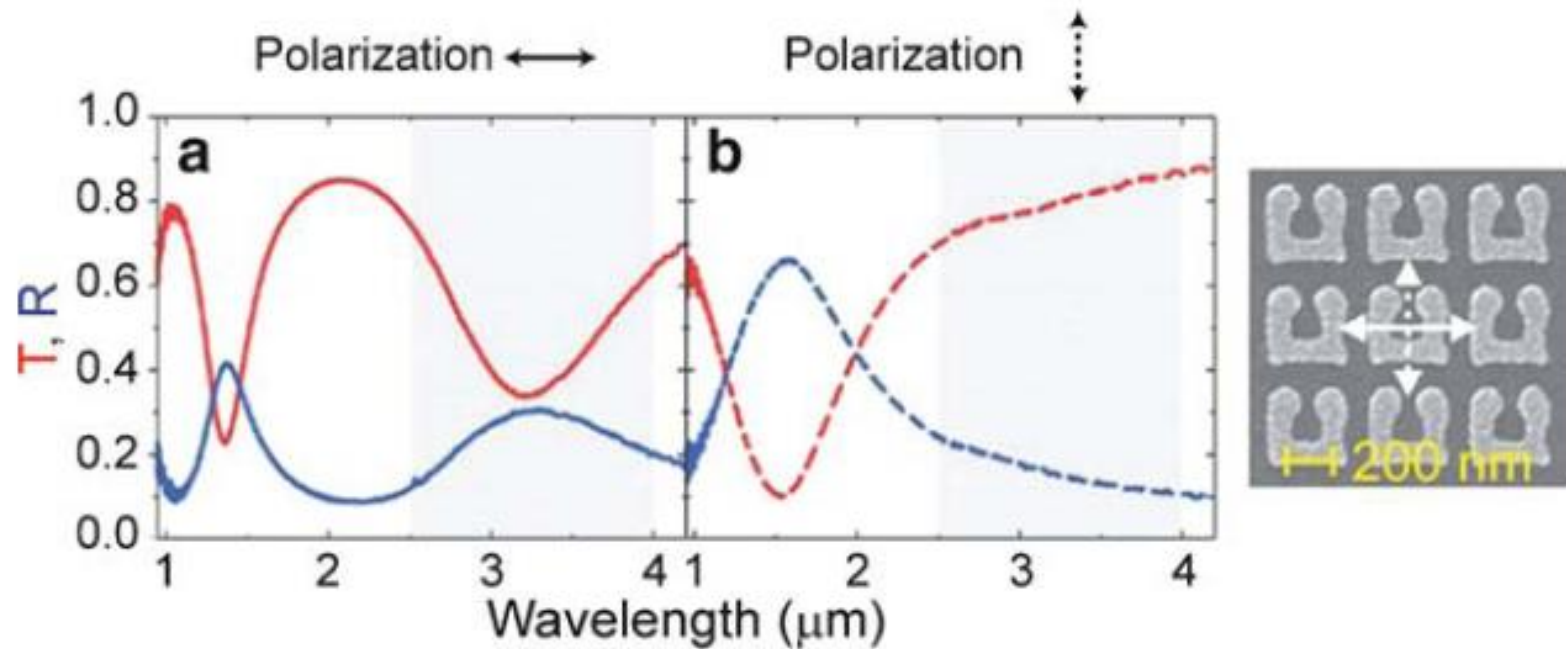 Polarization Polarization
a b
1.0
0.8
0.6
0.4
0.2
0.0
T, R
1 2 3 4 1 2 3 4
Wavelength (μm)
200 nm